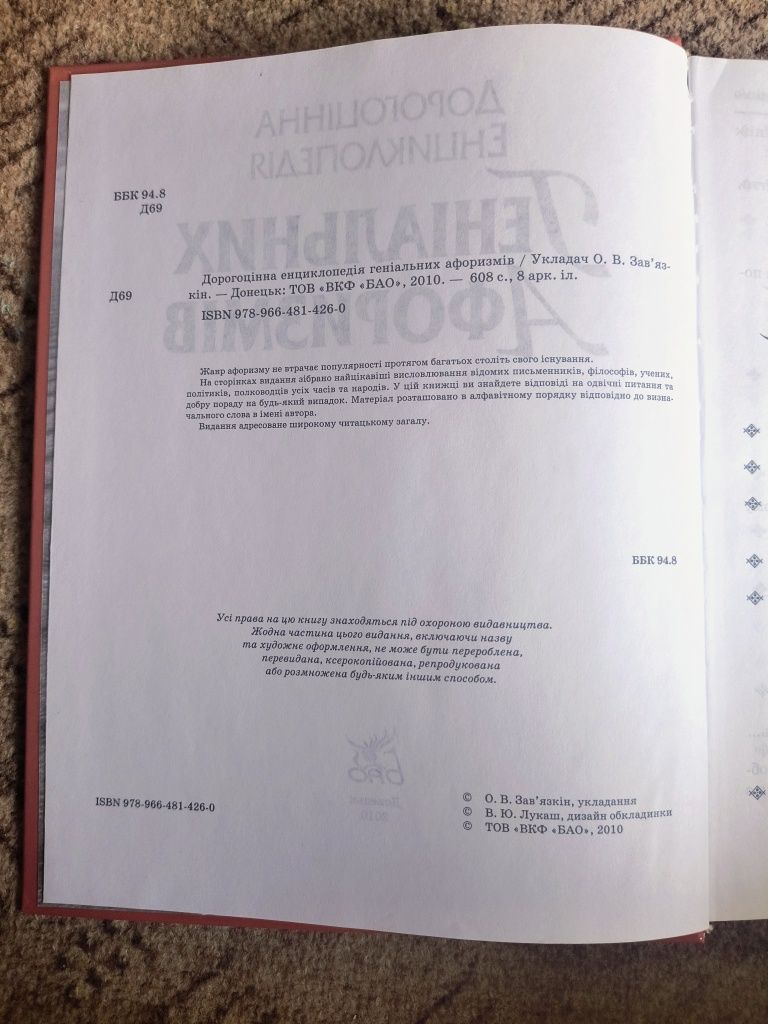 ББК 94.8
Д69
Дорогоцінна енциклопедія геніальних афоризмів / Укладач О. В. Зав'яз-
Д69 кін. — Донецьк: ТОВ «ВКФ «БАО», 2010. — 608 с., 8 арк. іл.
ISBN 978-966-481-426-0
Жанр афоризму не втрачає популярності протягом багатьох століть свого існування.
На сторінках видання зібрано найцікавіші висловлювання відомих письменників, філософів, учених,
політиків, полководців усіх часів та народів. У цій книжці ви знайдете відповіді на одвічні питання та
добру пораду на будь-який випадок. Матеріал розташовано в алфавітному порядку відповідно до визна-
чального слова в імені автора.
Видання адресоване широкому читацькому загалу.
ББК 94.8
Усі права на цю книгу знаходяться під охороною видавництва.
Жодна частина цього видання, включаючи назву
та художнє оформлення, не може бути перероблена,
перевидана, ксерокопійована, репродукована
або розмножена будь-яким іншим способом.
ISBN 978-966-481-426-0
© О. В. Зав'язкін, укладання
© В. Ю. Лукаш, дизайн обкладинки
© ТОВ «ВКФ «БАО», 2010
ДОРОГОЦІННА
ЕНЦИКЛОПЕДІЯ
ГЕНІАЛЬНИХ
АФОРИЗМІВ
БАО
Донецьк
2010